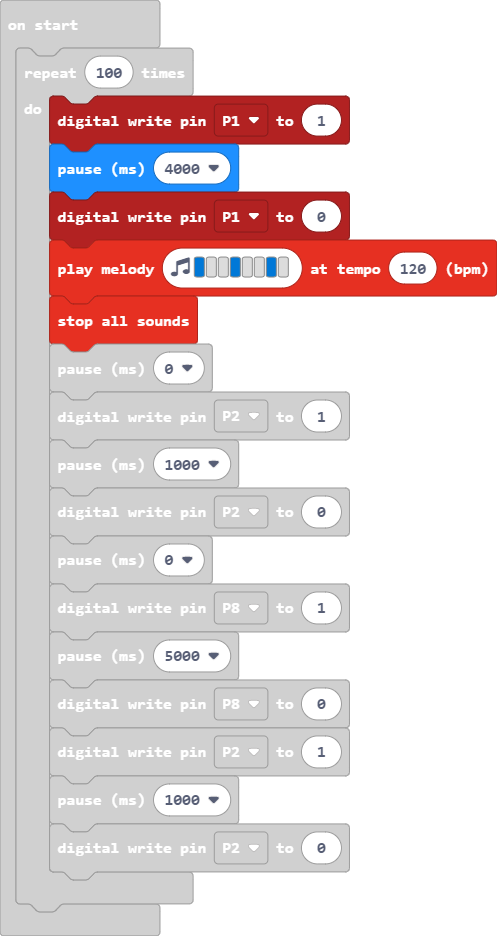 on start
repeat 100 times
do
digital write pin P1 to 1
pause (ms) 4000
digital write pin P1 to 0
play melody at tempo 120 (bpm)
stop all sounds
pause (ms) 0
digital write pin P2 to 1
pause (ms) 1000
digital write pin P2 to 0
pause (ms) 0
digital write pin P8 to 1
pause (ms) 5000
digital write pin P8 to 0
digital write pin P2 to 1
pause (ms) 1000
digital write pin P2 to 0